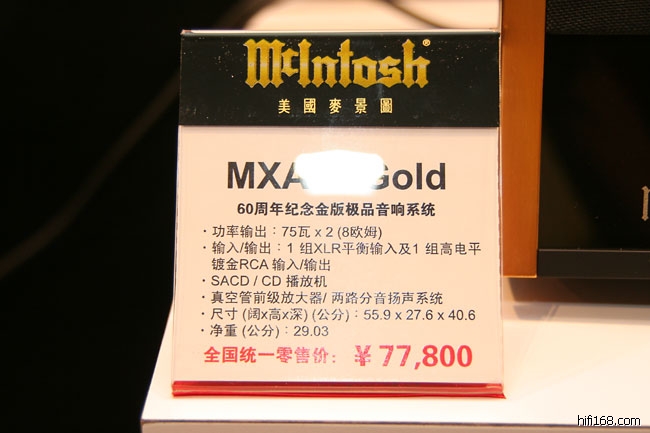 McIntosh®
美國麥景圖
MXA Gold
60周年纪念金版极品音响系统
· 功率输出：75瓦 x 2 (8欧姆)
· 输入/输出：1 组XLR平衡输入及1 组高电平
镀金RCA 输入/输出
· SACD / CD 播放机
· 真空管前级放大器/ 两路分音扬声系统
· 尺寸 (阔x高x深) (公分)：55.9 x 27.6 x 40.6
· 净重 (公分)：29.03
全国统一零售价：￥77,800
hifi168.com